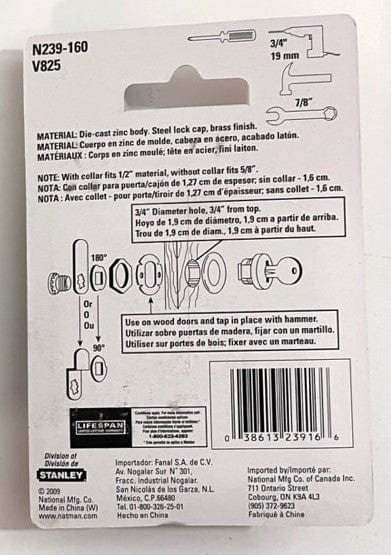 N239-160
V825
3/4"
19 mm
7/8"
MATERIAL: Die-cast zinc body. Steel lock cap, brass finish.
MATERIAL: Cuerpo en zinc de molde, cabeza en acero, acabado latón.
MATÉRIAUX : Corps en zinc moulé; tête en acier, fini laiton.
NOTE: With collar fits 1/2" material, without collar fits 5/8".
NOTA: Con collar para puerta/cajón de 1,27 cm de espesor; sin collar - 1,6 cm.
NOTA : Avec collet - pour porte/tiroir de 1,27 cm d'épaisseur; sans collet - 1,6 cm.
3/4" Diameter hole, 3/4" from top.
Hoyo de 1,9 cm de diámetro, 1,9 cm a partir de arriba.
Trou de 1,9 cm de diam., 1,9 cm à partir du haut.
180°
Or
O
Ou
90°
Use on wood doors and tap in place with hammer.
Utilizar sobre puertas de madera, fijar con un martillo.
Utiliser sur portes de bois; fixer avec un marteau.
LIFESPAN
Conditions apply. For more information:
1-800-623-4293
0 38613 23916 6
Division of
División de
STANLEY
© 2009
National Mfg. Co.
Made in China (W)
www.natman.com
Importador: Fanal S.A. de C.V.
Av. Nogalar Sur N° 301,
Fracc. industrial Nogalar.
San Nicolás de los Garza, N.L.
México, C.P.66480
Tel. 01-800-326-25-01
Hecho en China
Imported by/Importé par:
National Mfg Co. of Canada Inc.
711 Ontario Street
Cobourg, ON K9A 4L3
(905) 372-9623
Fabriqué à Chine